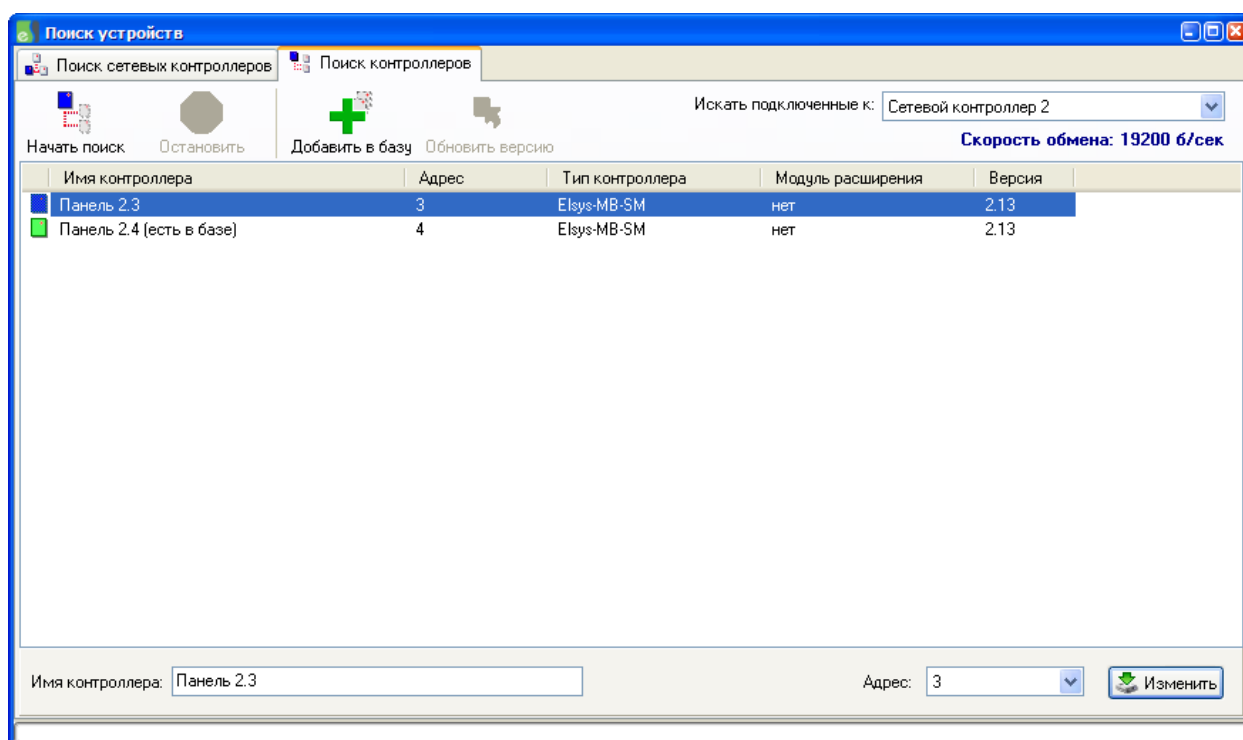 Поиск устройств
Поиск сетевых контроллеров Поиск контроллеров
Искать подключенные к: Сетевой контроллер 2
Начать поиск Остановить Добавить в базу Обновить версию Скорость обмена: 19200 б/сек
Имя контроллера Адрес Тип контроллера Модуль расширения Версия
Панель 2.3 3 Elsys-MB-SM нет 2.13
Панель 2.4 (есть в базе) 4 Elsys-MB-SM нет 2.13
Имя контроллера: Панель 2.3 Адрес: 3 Изменить